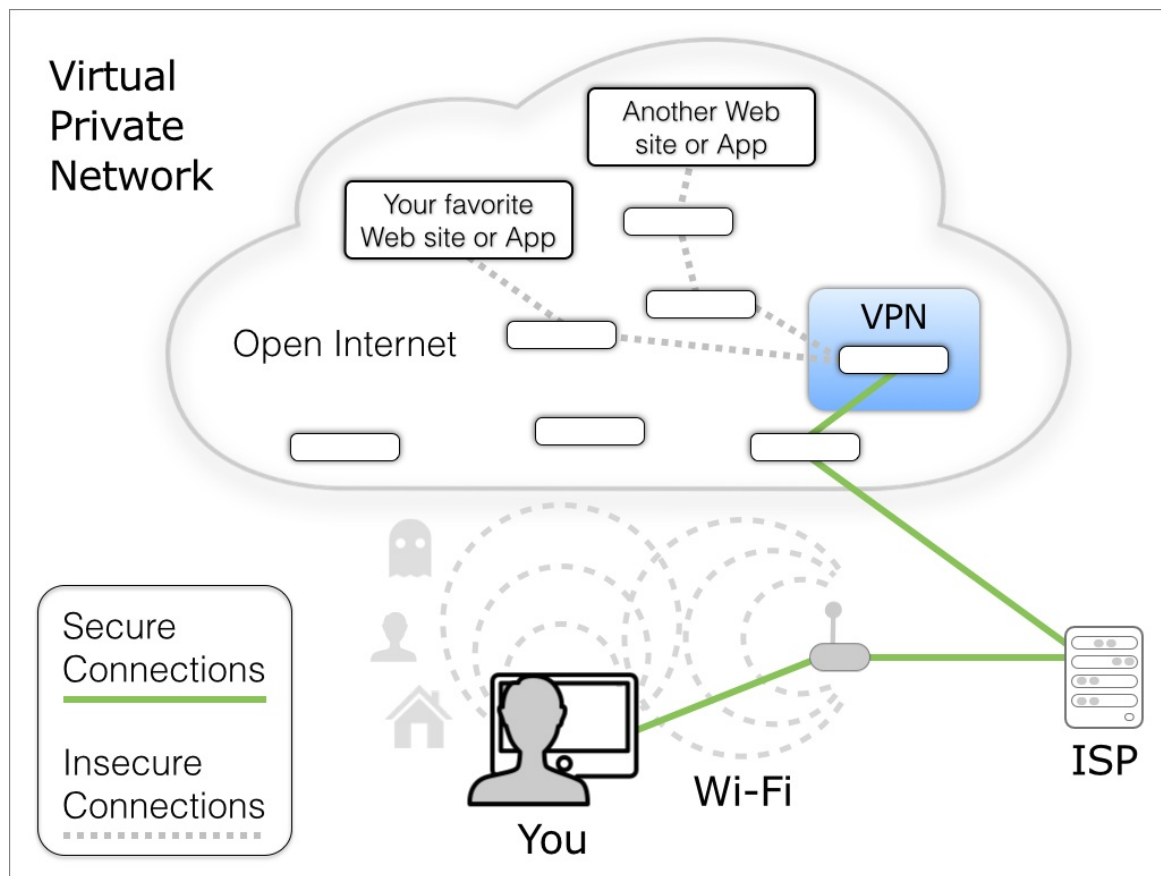 Virtual
Private
Network
Another Web
site or App
Your favorite
Web site or App
Open Internet
VPN
Secure
Connections
Insecure
Connections
You
Wi-Fi
ISP